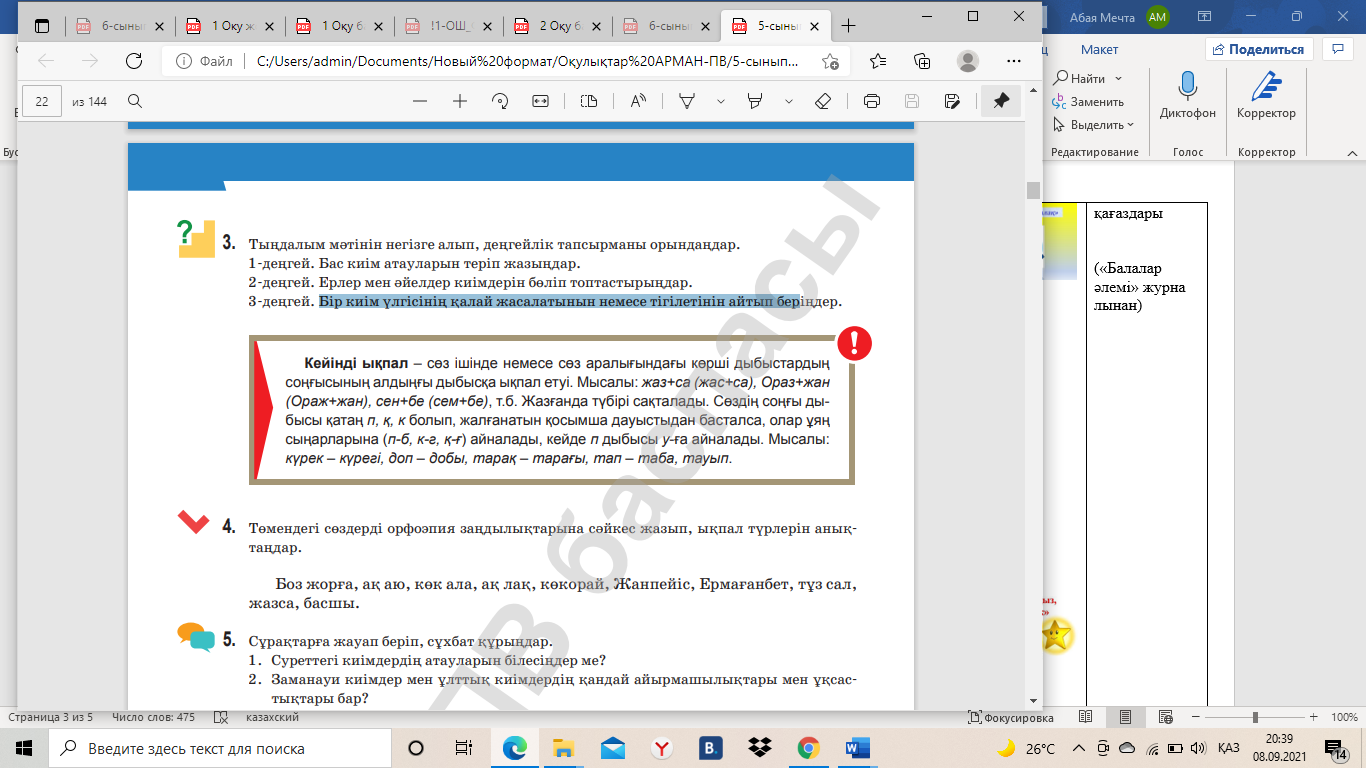 6-сынып
1 Оқу ж
1 Оқу б
!1-ОШ_
2 Оқу б
6-сынып
5-сынып
Абая Мечта
АМ
Файл
C:/Users/admin/Documents/Новый%20формат/Оқулықтар%20АРМАН-ПВ/5-сынып...
Макет
Поделиться
22
из 144
Найти
Заменить
Выделить
Диктофон
Корректор
Редактирование
Голос
Корректор
3. Тыңдалым мәтінін негізге алып, деңгейлік тапсырманы орындаңдар.
1-деңгей. Бас киім атауларын теріп жазыңдар.
2-деңгей. Ерлер мен әйелдер киімдерін бөліп топтастырыңдар.
3-деңгей. Бір киім үлгісінің қалай жасалатынын немесе тігілетінін айтып беріңдер.
Кейінді ықпал – сөз ішінде немесе сөз аралығындағы көрші дыбыстардың
соңғысының алдыңғы дыбысқа ықпал етуі. Мысалы: жаз+са (жас+са), Ораз+жан
(Ораж+жан), сен+бе (сем+бе), т.б. Жазғанда түбірі сақталады. Сөздің соңғы ды-
бысы қатаң п, қ, к болып, жалғанатын қосымша дауыстыдан басталса, олар ұяң
сыңарларына (п-б, к-г, қ-ғ) айналады, кейде п дыбысы у-ға айналады. Мысалы:
күрек – күрегі, доп – добы, тарақ – тарағы, тап – таба, тауып.
4. Төмендегі сөздерді орфоэпия заңдылықтарына сәйкес жазып, ықпал түрлерін анық-
таңдар.
Боз жорға, ақ аю, көк ала, ақ лақ, көкорай, Жанпейіс, Ермағанбет, тұз сал,
жазса, басшы.
5. Сұрақтарға жауап беріп, сұхбат құрыңдар.
1. Суреттегі киімдердің атауларын білесіңдер ме?
2. Заманауи киімдер мен ұлттық киімдердің қандай айырмашылықтары мен ұқсас-
тықтары бар?
ПВ баспасы
қағаздары
(«Балалар
әлемі» журна
лынан)
Страница 3 из 5
Число слов: 475
казахский
Фокусировка
100%
Введите здесь текст для поиска
26°C
ҚАЗ
20:39
08.09.2021
14